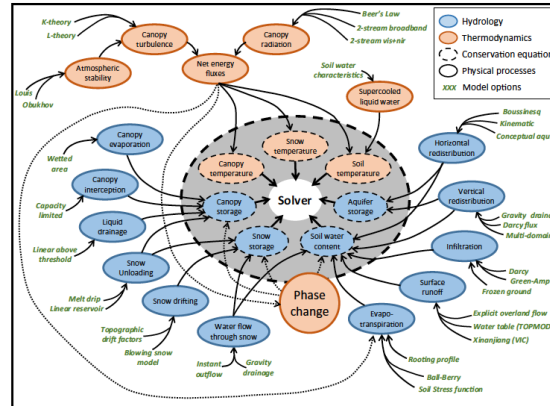 K-theory
L-theory
Canopy
turbulence
Canopy
radiation
Beer's Law
2-stream broadband
2-stream vis+nir
Hydrology
Thermodynamics
Conservation equation
Physical processes
XXX Model options
Atmospheric
stability
Net energy
fluxes
Soil water
characteristics
Supercooled
liquid water
Louis
Obukhov
Canopy
evaporation
Wetted
area
Canopy
interception
Capacity
limited
Liquid
drainage
Linear above
threshold
Snow
Unloading
Melt drip
Linear reservoir
Snow drifting
Topographic
drift factors
Blowing snow
model
Water flow
through snow
Instant
outflow
Gravity
drainage
Canopy
temperature
Snow
temperature
Soil
temperature
Solver
Canopy
storage
Aquifer
storage
Snow
storage
Soil water
content
Phase
change
Horizontal
redistribution
Boussinesq
Kinematic
Conceptual
Vertical
redistribution
Gravity
Darcy flux
Multi-domain
Infiltration
Darcy
Frozen ground
Surface
runoff
Explicit overland flow
Water table
Xinanjiang (VIC)
Evapo-
transpiration
Rooting profile
Ball-Berry
Soil Stress function